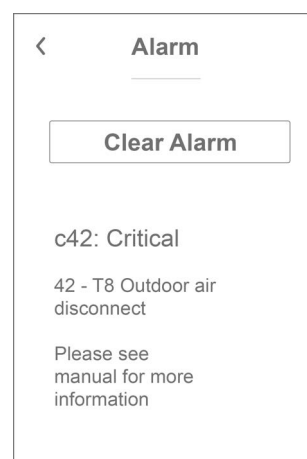 Alarm
Clear Alarm
c42: Critical
42 - T8 Outdoor air
disconnect
Please see
manual for more
information